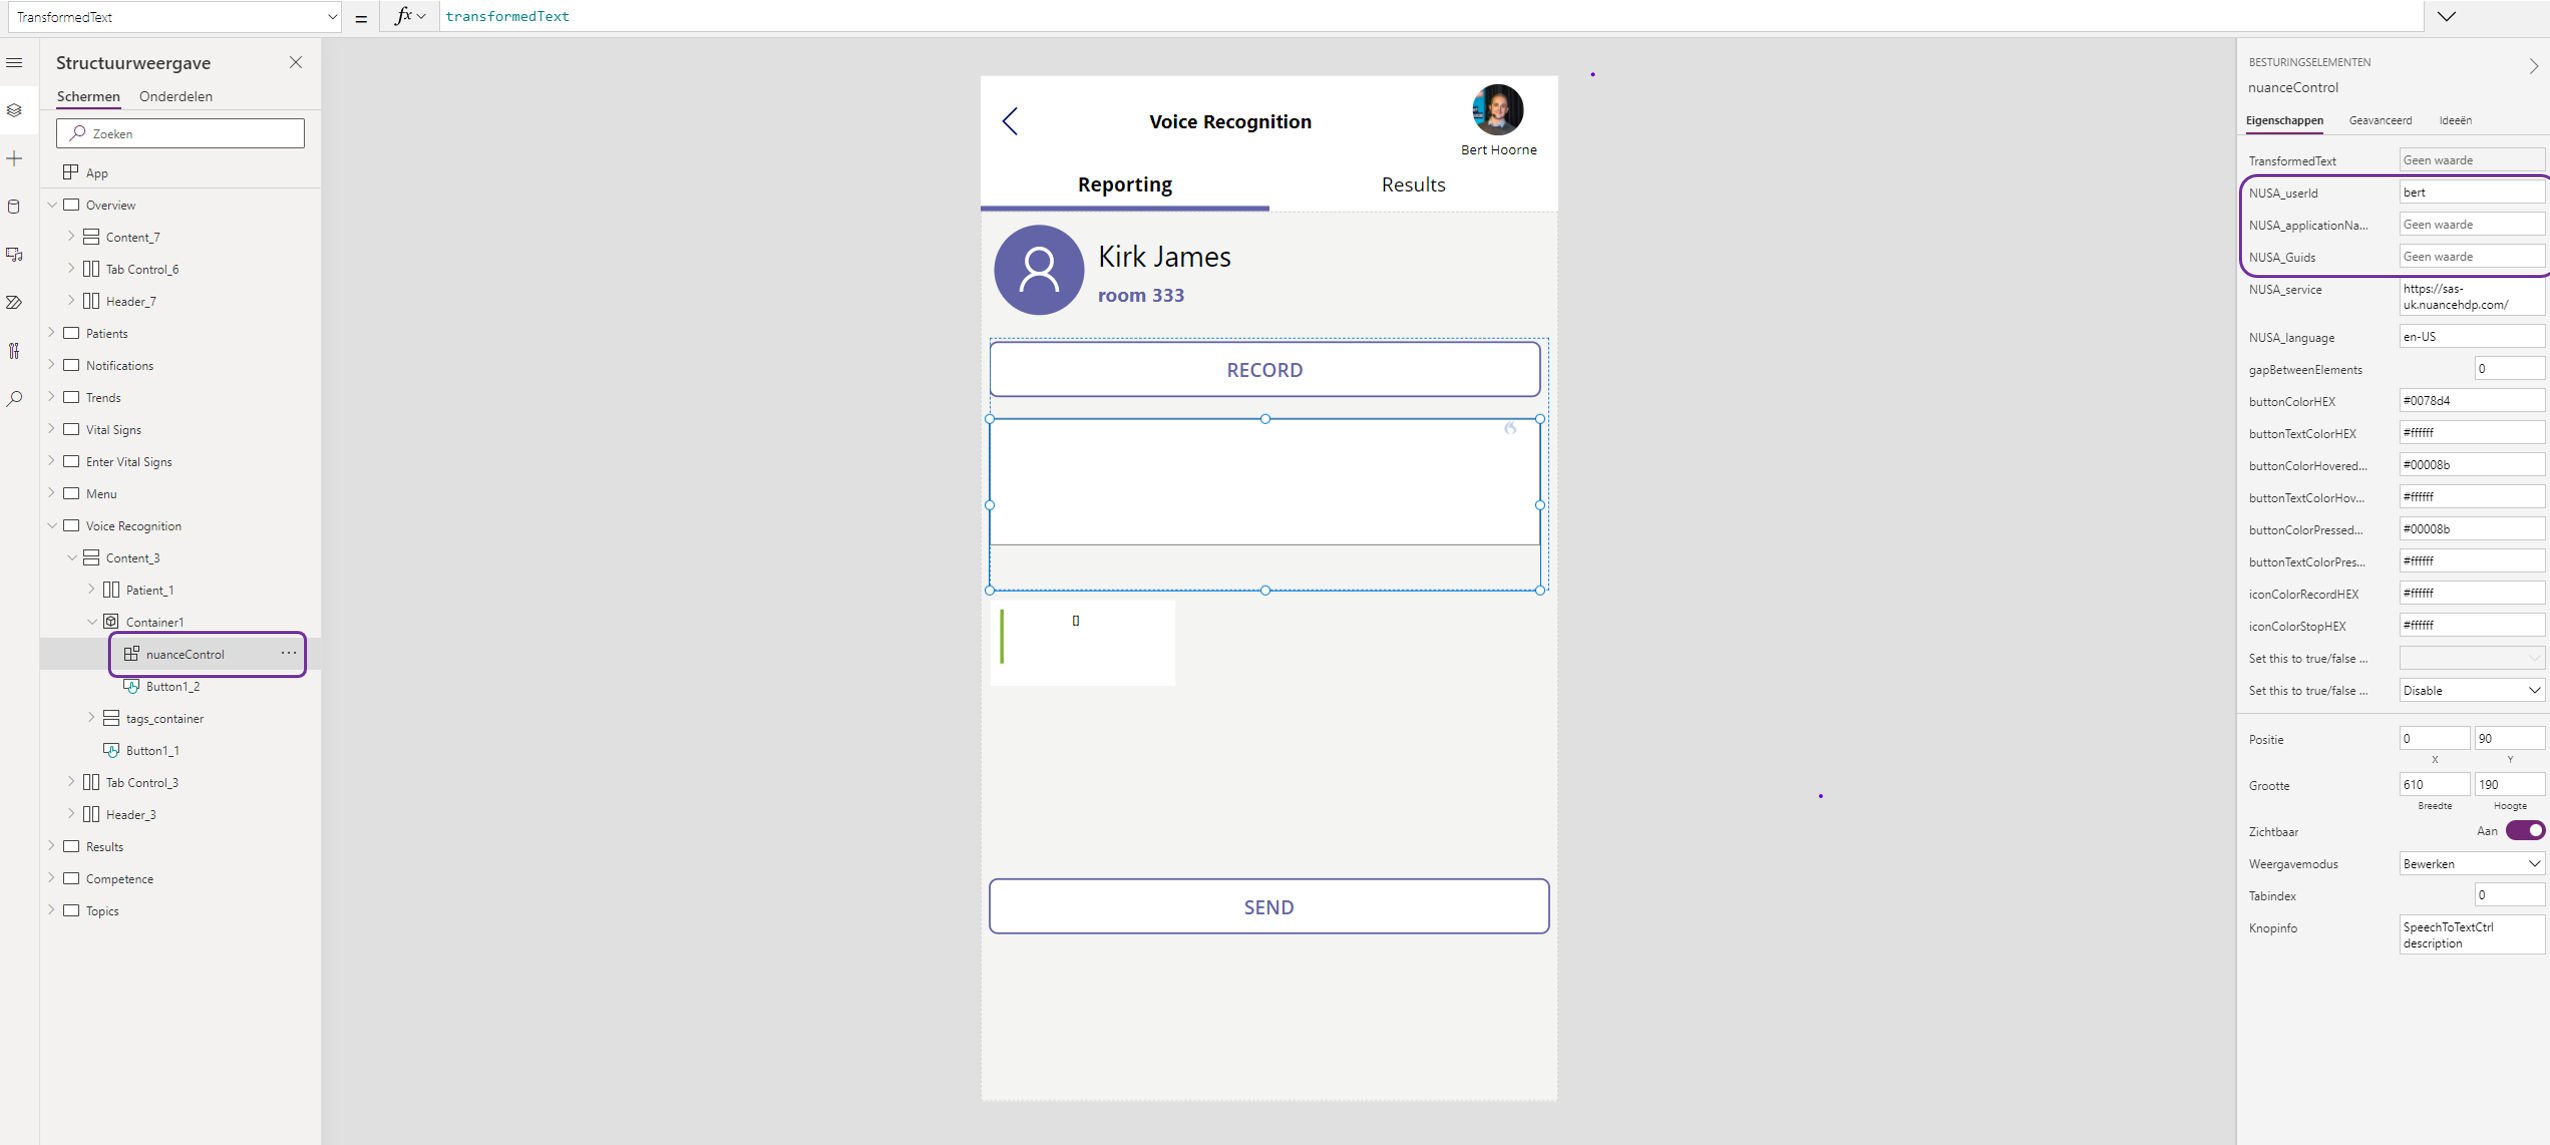 TransformedText
=
fx
transformedText
Structuurweergave
Schermen
Onderdelen
Zoeken
App
Overview
Content_7
Tab Control_6
Header_7
Patients
Notifications
Trends
Vital Signs
Enter Vital Signs
Menu
Voice Recognition
Content_3
Patient_1
Container1
nuanceControl
...
Button1_2
tags_container
Button1_1
Tab Control_3
Header_3
Results
Competence
Topics
Voice Recognition
Bert Hoorne
Reporting
Results
Kirk James
room 333
RECORD
[]
SEND
BESTURINGSELEMENTEN
nuanceControl
Eigenschappen
Geavanceerd
Ideeën
TransformedText
Geen waarde
NUSA_userId
bert
NUSA_applicationNa...
Geen waarde
NUSA_Guids
Geen waarde
NUSA_service
https://sas-
uk.nuancehdp.com/
NUSA_language
en-US
gapBetweenElements
0
buttonColorHEX
#0078d4
buttonTextColorHEX
#ffffff
buttonColorHovered...
#00008b
buttonTextColorHov...
#ffffff
buttonColorPressed...
#00008b
buttonTextColorPres...
#ffffff
iconColorRecordHEX
#ffffff
iconColorStopHEX
#ffffff
Set this to true/false ...
Set this to true/false ...
Disable
Positie
0
90
X
Y
Grootte
610
190
Breedte
Hoogte
Zichtbaar
Aan
Weergavemodus
Bewerken
Tabindex
0
Knopinfo
SpeechToTextCtrl
description